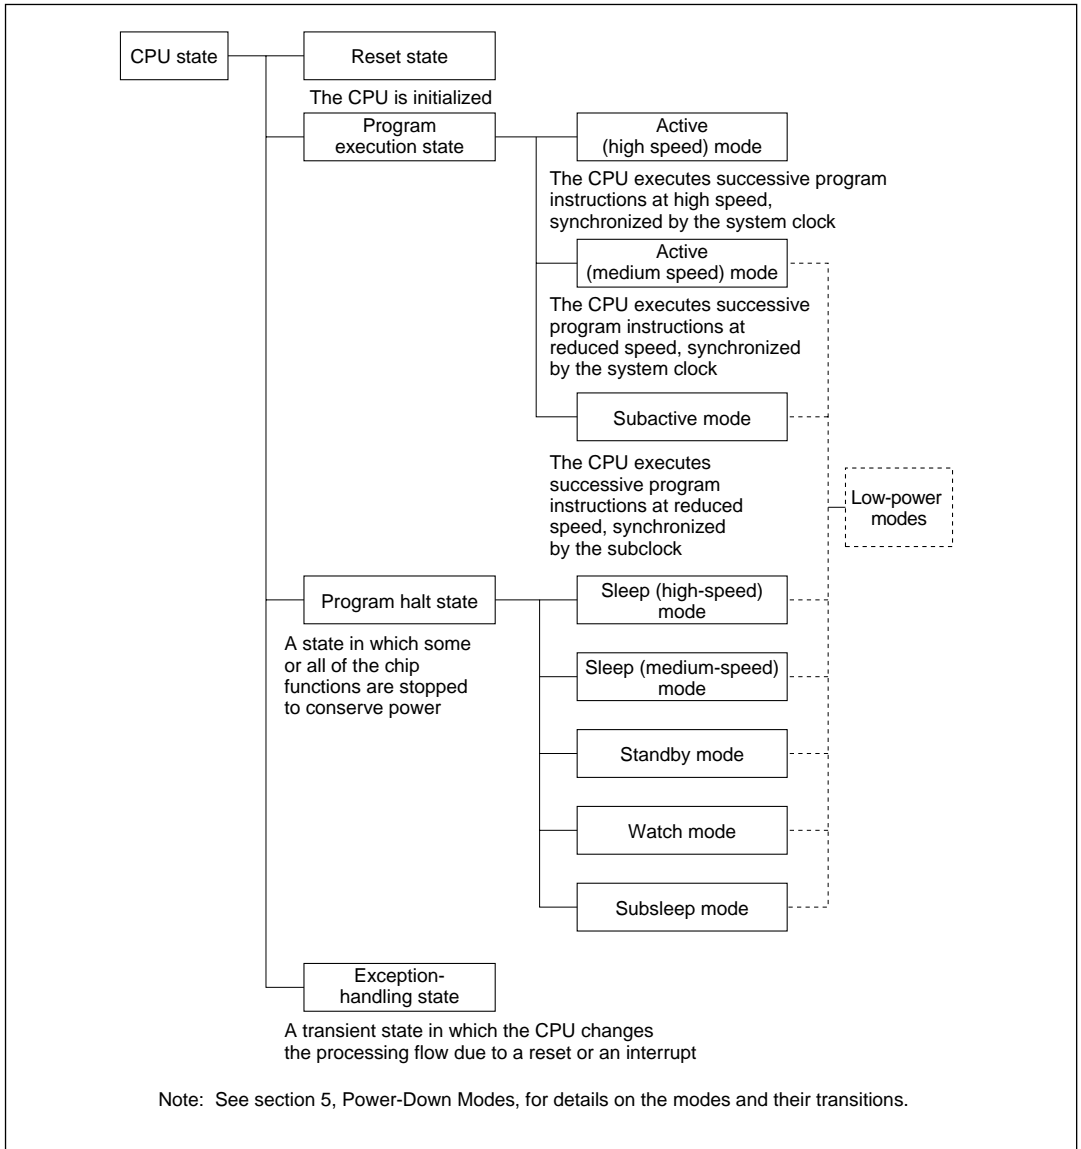 CPU state
Reset state
The CPU is initialized
Program
execution state
Active
(high speed) mode
The CPU executes successive program
instructions at high speed,
synchronized by the system clock
Active
(medium speed) mode
The CPU executes successive
program instructions at
reduced speed, synchronized
by the system clock
Subactive mode
The CPU executes
successive program
instructions at reduced
speed, synchronized
by the subclock
Low-power
modes
Program halt state
A state in which some
or all of the chip
functions are stopped
to conserve power
Sleep (high-speed)
mode
Sleep (medium-speed)
mode
Standby mode
Watch mode
Subsleep mode
Exception-
handling state
A transient state in which the CPU changes
the processing flow due to a reset or an interrupt
Note: See section 5, Power-Down Modes, for details on the modes and their transitions.